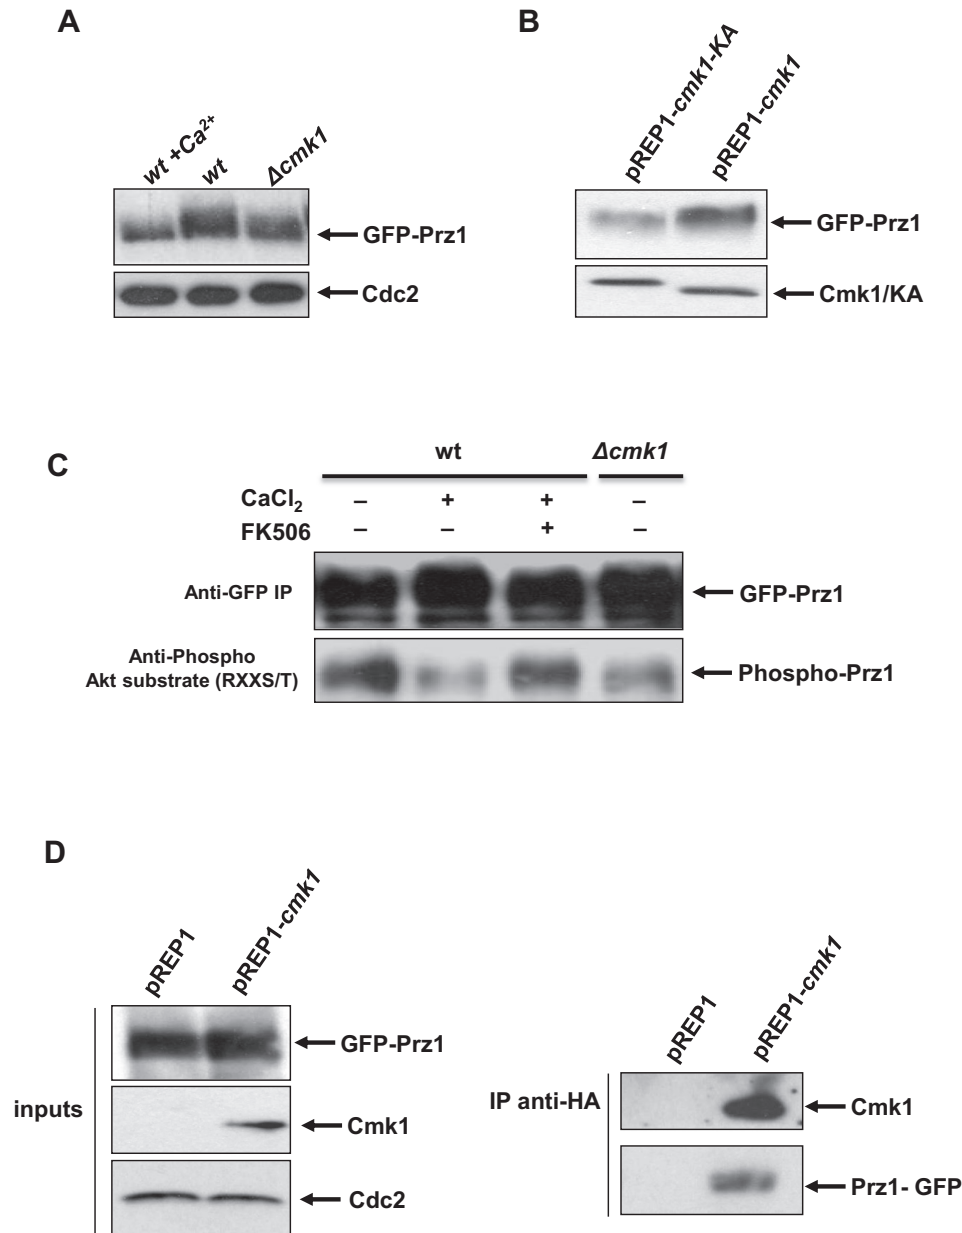 A
wt +Ca²⁺
wt
Δcmk1
GFP-Prz1
Cdc2
B
pREP1-cmk1-KA
pREP1-cmk1
GFP-Prz1
Cmk1/KA
C
wt
Δcmk1
CaCl₂ – + + –
FK506 – – + –
Anti-GFP IP
GFP-Prz1
Anti-Phospho
Akt substrate (RXXS/T)
Phospho-Prz1
D
pREP1
pREP1-cmk1
inputs
GFP-Prz1
Cmk1
Cdc2
pREP1
pREP1-cmk1
IP anti-HA
Cmk1
Prz1- GFP